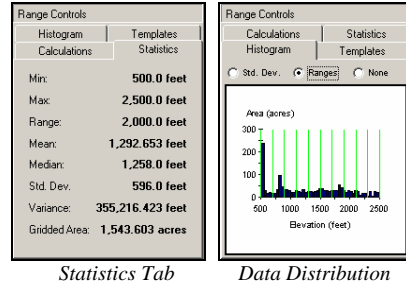 Range Controls
Histogram Templates
Calculations Statistics
Min: 500.0 feet
Max: 2,500.0 feet
Range: 2,000.0 feet
Mean: 1,292.653 feet
Median: 1,258.0 feet
Std. Dev. 596.0 feet
Variance: 355,216.423 feet
Gridded Area: 1,543.603 acres
Statistics Tab
Range Controls
Calculations Statistics
Histogram Templates
Std. Dev. Ranges None
Area (acres)
300
200
100
0
500 1000 1500 2000 2500
Elevation (feet)
Data Distribution